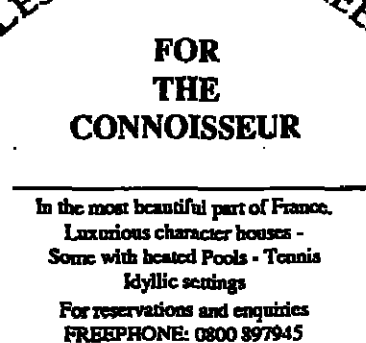 FOR
THE
CONNOISSEUR
In the most beautiful part of France.
Luxurious character houses -
Some with heated Pools - Tennis
Idyllic settings
For reservations and enquiries
FREEPHONE: 0800 897945